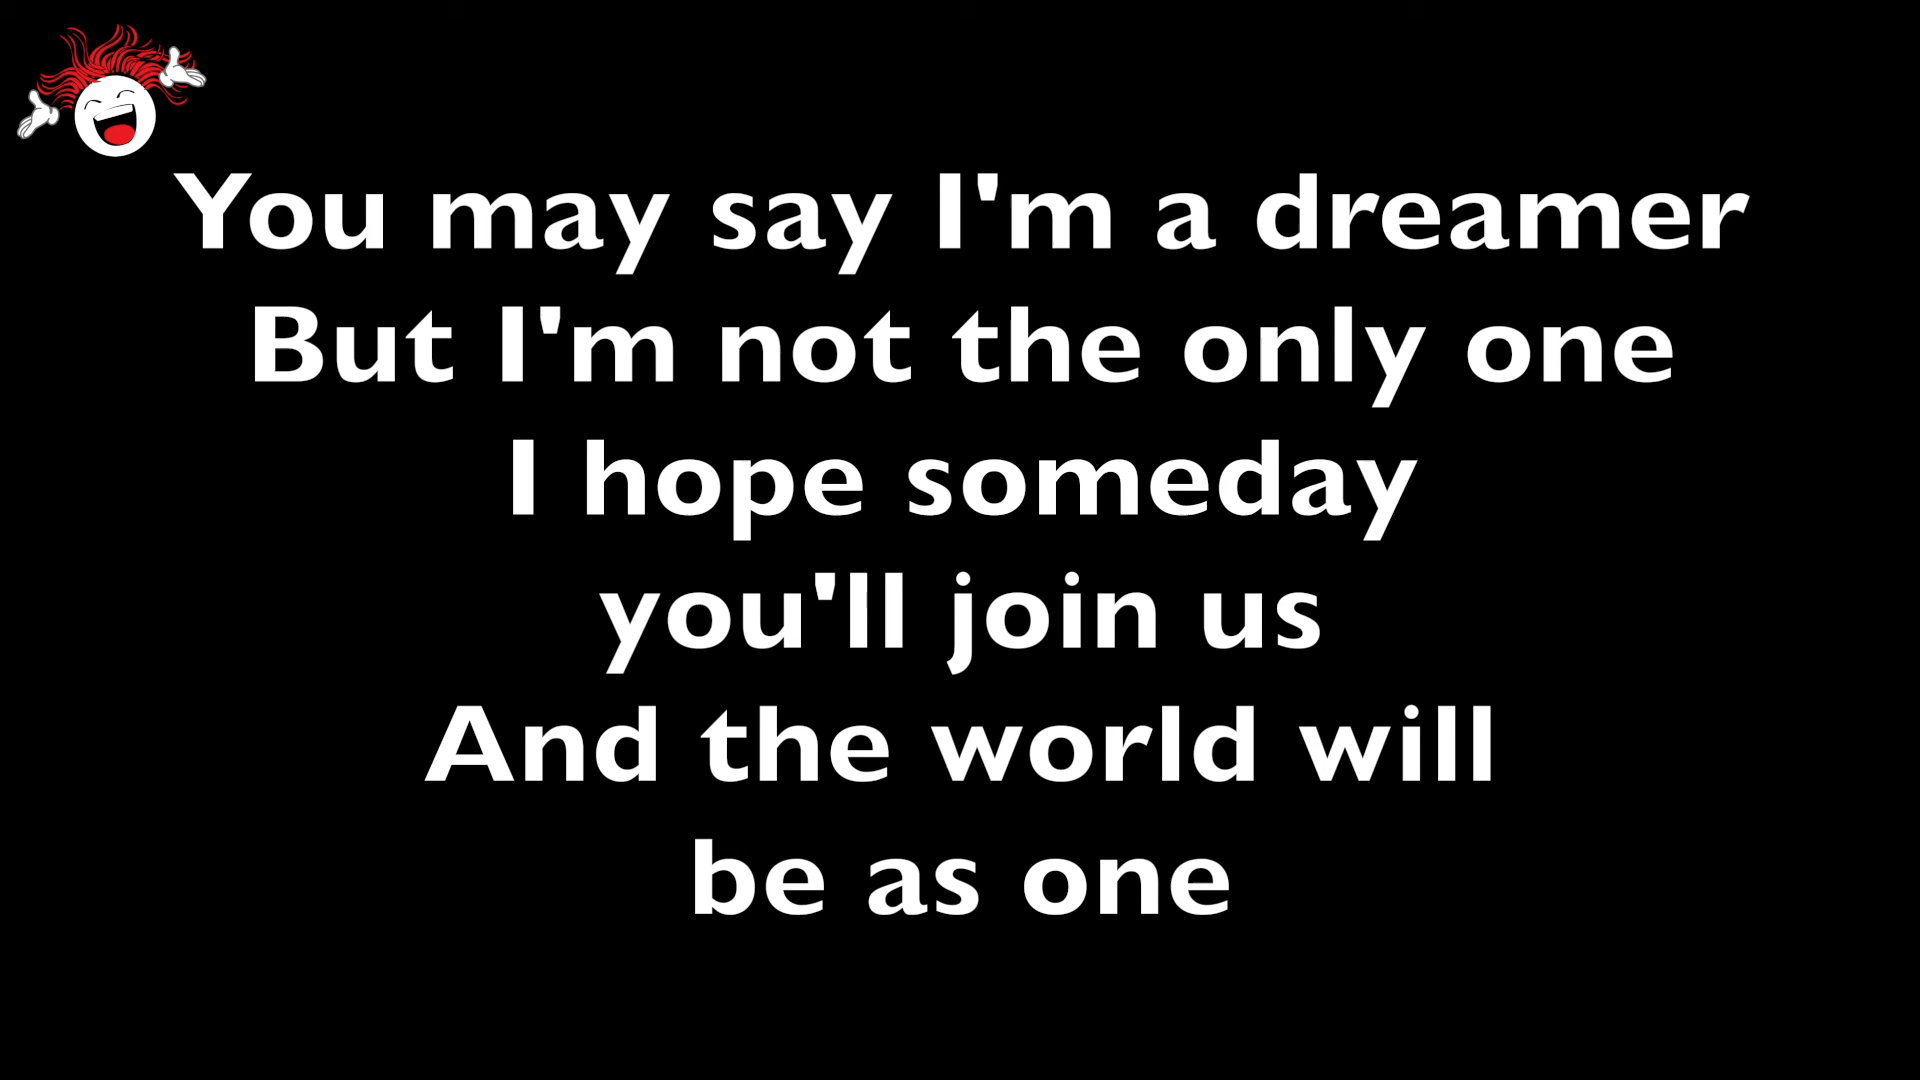 You may say I'm a dreamer
But I'm not the only one
I hope someday
you'll join us
And the world will
be as one